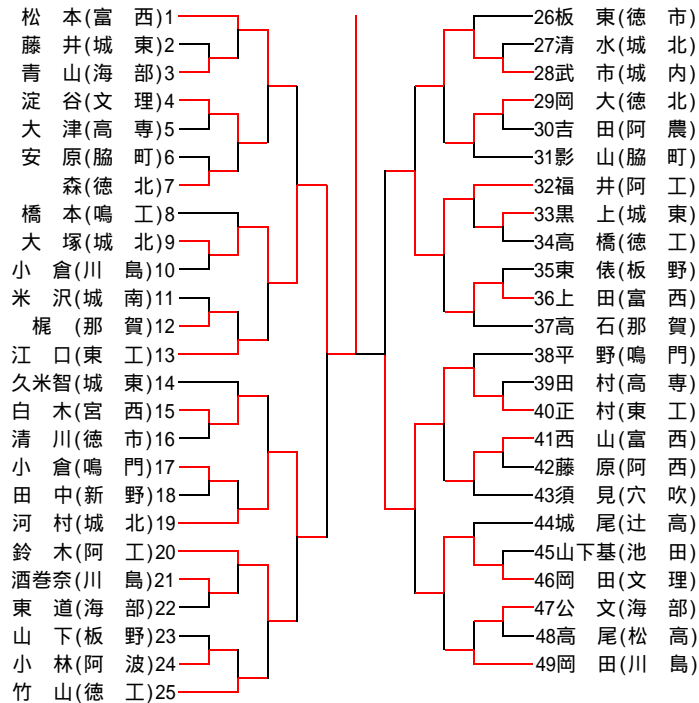 松　本(富　西)1
藤　井(城　東)2
青　山(海　部)3
淀　谷(文　理)4
大　津(高　専)5
安　原(脇　町)6
森(徳　北)7
橋　本(鳴　工)8
大　塚(城　北)9
小　倉(川　島)10
米　沢(城　南)11
梶　(那　賀)12
江　口(東　工)13
久米智(城　東)14
白　木(宮　西)15
清　川(徳　市)16
小　倉(鳴　門)17
田　中(新　野)18
河　村(城　北)19
鈴　木(阿　工)20
酒巻奈(川　島)21
東　道(海　部)22
山　下(板　野)23
小　林(阿　波)24
竹　山(徳　工)25
26板　東(徳　市)
27清　水(城　北)
28武　市(城　内)
29岡　大(徳　北)
30吉　田(阿　農)
31影　山(脇　町)
32福　井(阿　工)
33黒　上(城　東)
34高　橋(徳　工)
35東　俵(板　野)
36上　田(富　西)
37高　石(那　賀)
38平　野(鳴　門)
39田　村(高　専)
40正　村(東　工)
41西　山(富　西)
42藤　原(阿　西)
43須　見(穴　吹)
44城　尾(辻　高)
45山下基(池　田)
46岡　田(文　理)
47公　文(海　部)
48高　尾(松　高)
49岡　田(川　島)